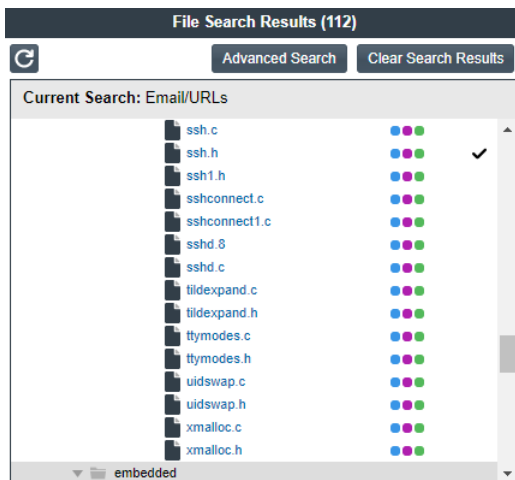 File Search Results (112)
Advanced Search
Clear Search Results
Current Search: Email/URLs
ssh.c
ssh.h
ssh1.h
sshconnect.c
sshconnect1.c
sshd.8
sshd.c
tildexpand.c
tildexpand.h
ttymodes.c
ttymodes.h
uidswap.c
uidswap.h
xmalloc.c
xmalloc.h
embedded